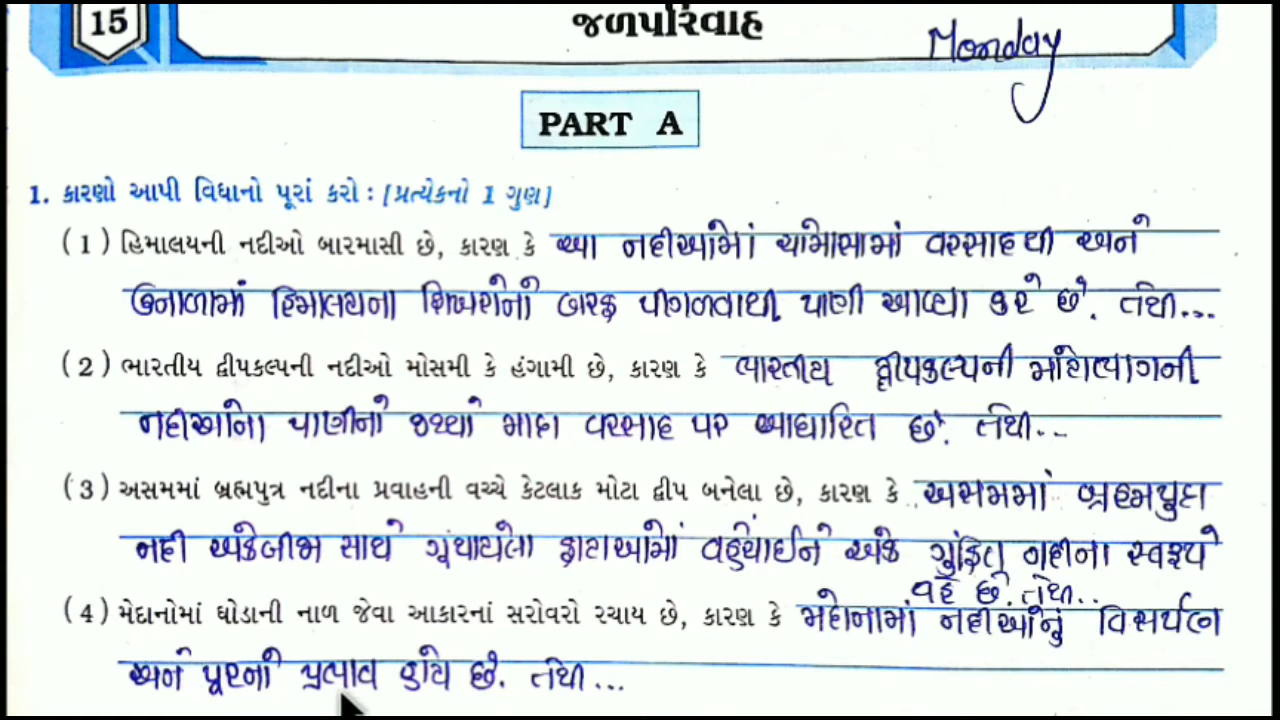 15
જળપરિવાહ
Monday
PART A
1. કારણો આપી વિધાનો પૂરાં કરો : [પ્રત્યેકનો 1 ગુણ]
(1) હિમાલયની નદીઓ બારમાસી છે, કારણ કે આ નદીઓમાં ચોમાસામાં વરસાદથી અને
ઉનાળામાં હિમાલયના શિખરોનો બરફ પીગળવાથી પાણી આવ્યા કરે છે. તેથી...
(2) ભારતીય દ્વીપકલ્પની નદીઓ મોસમી કે હંગામી છે, કારણ કે ભારતીય દ્વીપકલ્પની મોટાભાગની
નદીઓના પાણીનો જથ્થો માત્ર વરસાદ પર આધારિત છે. તેથી...
(3) અસમમાં બ્રહ્મપુત્ર નદીના પ્રવાહની વચ્ચે કેટલાક મોટા દ્વીપ બનેલા છે, કારણ કે અસમમાં બ્રહ્મપુત્ર
નદી એકબીજા સાથે ગૂંથાયેલા ફાટાઓમાં વહેંચાઈને એક ગુંફિત નદીના સ્વરૂપે
વહે છે. તેથી..
(4) મેદાનોમાં ઘોડાની નાળ જેવા આકારનાં સરોવરો રચાય છે, કારણ કે મેદાનોમાં નદીઓનું વિસર્પણ
અને પૂરનો પ્રભાવ હોય છે. તેથી...